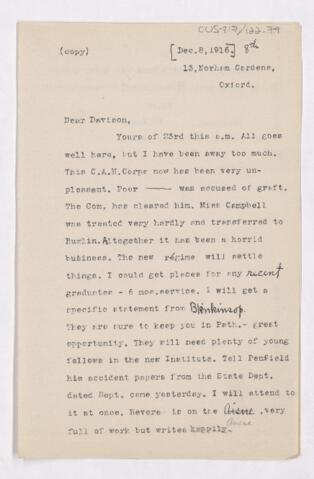 CUS417/122.79
(copy) [Dec. 8, 1916] 8th
13, Norham Gardens,
Oxford.
Dear Davison,
Yours of 23rd this a.m. All goes
well here, but I have been away too much.
This C.A.M.Corps now has been very un-
pleasant. Poor —— was accused of graft.
The Com. has cleared him. Miss Campbell
was treated very hardly and transferred to
Buxlin. Altogether it has been a horrid
business. The new régime will settle
things. I could get places for any recent
graduates - 6 mos.service. I will get a
specific statement from Blenkinsop.
They are sure to keep you in Path.- great
opportunity. They will need plenty of young
fellows in the new Institute. Tell Penfield
his accident papers from the State Dept.
dated Sept. came yesterday. I will attend to
it at once. Revere is on the Aisne, very
Ancre
full of work but writes happily.